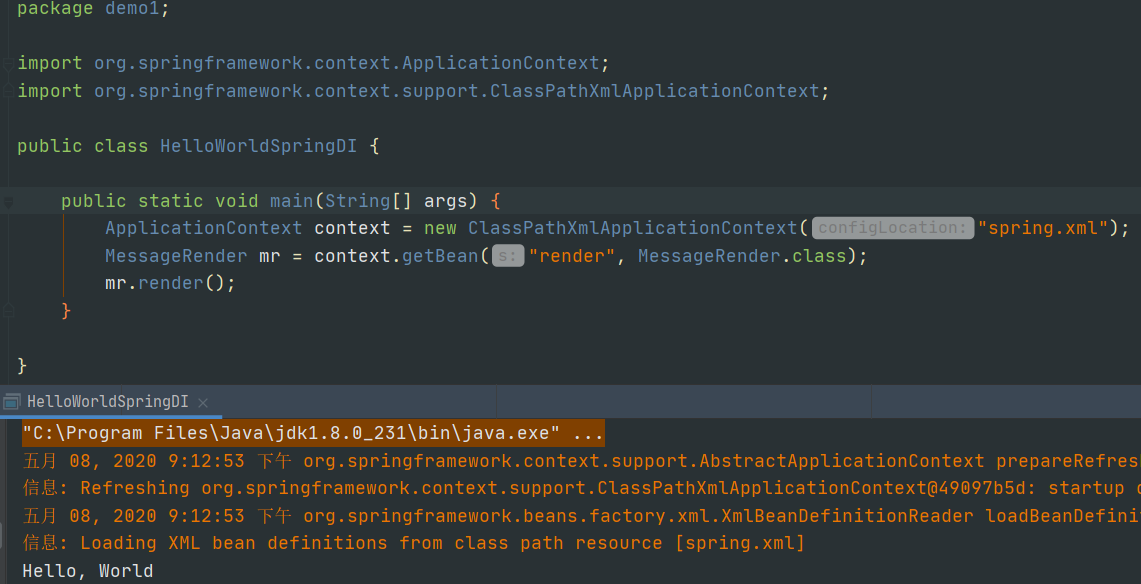 package demo1;
import org.springframework.context.ApplicationContext;
import org.springframework.context.support.ClassPathXmlApplicationContext;
public class HelloWorldSpringDI {
public static void main(String[] args) {
ApplicationContext context = new ClassPathXmlApplicationContext( configLocation: "spring.xml");
MessageRender mr = context.getBean( s: "render", MessageRender.class);
mr.render();
}
}
HelloWorldSpringDI
"C:\Program Files\Java\jdk1.8.0_231\bin\java.exe" ...
五月 08, 2020 9:12:53 下午 org.springframework.context.support.AbstractApplicationContext prepareRefres
信息: Refreshing org.springframework.context.support.ClassPathXmlApplicationContext@49097b5d: startup
五月 08, 2020 9:12:53 下午 org.springframework.beans.factory.xml.XmlBeanDefinitionReader loadBeanDefini
信息: Loading XML bean definitions from class path resource [spring.xml]
Hello, World